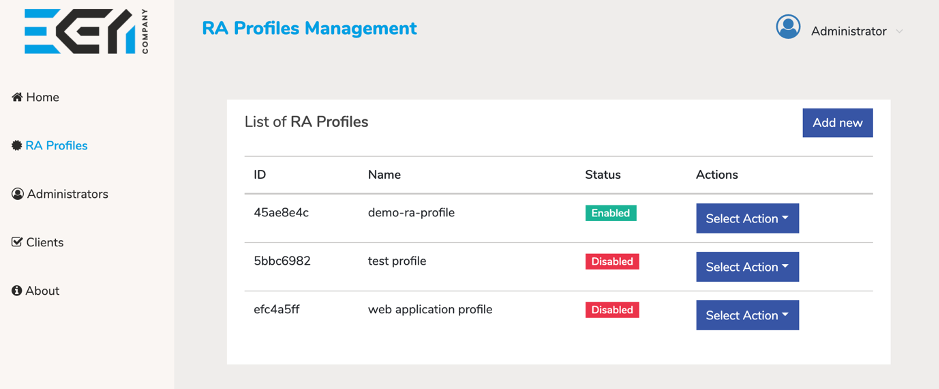 COMPANY
RA Profiles Management
Administrator
Home
RA Profiles
Administrators
Clients
About
List of RA Profiles
Add new
ID Name Status Actions
45ae8e4c demo-ra-profile Enabled Select Action
5bbc6982 test profile Disabled Select Action
efc4a5ff web application profile Disabled Select Action